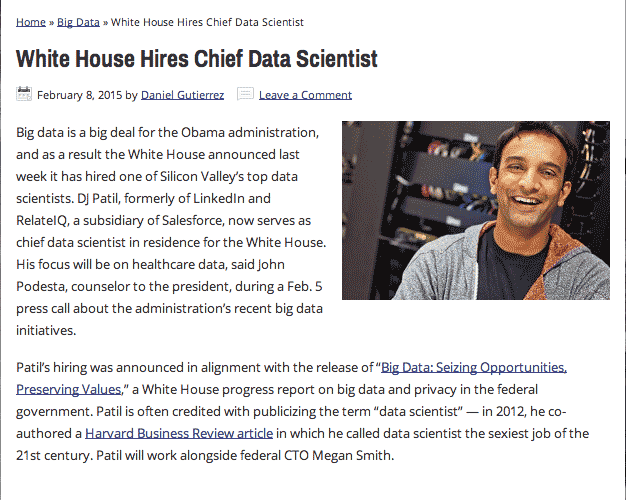 Home » Big Data » White House Hires Chief Data Scientist
White House Hires Chief Data Scientist
February 8, 2015 by Daniel Gutierrez Leave a Comment
Big data is a big deal for the Obama administration,
and as a result the White House announced last
week it has hired one of Silicon Valley's top data
scientists. DJ Patil, formerly of LinkedIn and
RelateIQ, a subsidiary of Salesforce, now serves as
chief data scientist in residence for the White House.
His focus will be on healthcare data, said John
Podesta, counselor to the president, during a Feb. 5
press call about the administration's recent big data
initiatives.
Patil's hiring was announced in alignment with the release of “Big Data: Seizing Opportunities,
Preserving Values,” a White House progress report on big data and privacy in the federal
government. Patil is often credited with publicizing the term “data scientist” — in 2012, he co-
authored a Harvard Business Review article in which he called data scientist the sexiest job of the
21st century. Patil will work alongside federal CTO Megan Smith.